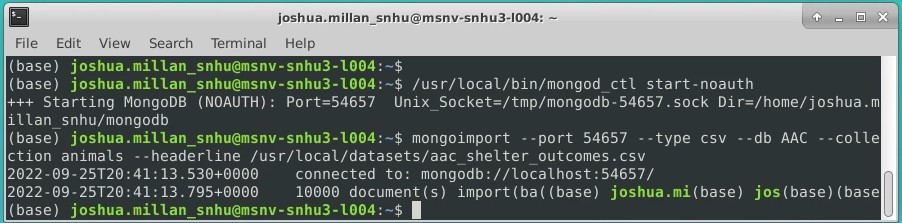 joshua.millan_snhu@msnv-snhu3-l004: ~
File Edit View Search Terminal Help
(base) joshua.millan_snhu@msnv-snhu3-l004:~$
(base) joshua.millan_snhu@msnv-snhu3-l004:~$ /usr/local/bin/mongod_ctl start-noauth
+++ Starting MongoDB (NOAUTH): Port=54657  Unix_Socket=/tmp/mongodb-54657.sock Dir=/home/joshua.m
illan_snhu/mongodb
(base) joshua.millan_snhu@msnv-snhu3-l004:~$ mongoimport --port 54657 --type csv --db AAC --colle
ction animals --headerline /usr/local/datasets/aac_shelter_outcomes.csv
2022-09-25T20:41:13.530+0000    connected to: mongodb://localhost:54657/
2022-09-25T20:41:13.795+0000    10000 document(s) import(ba((base) joshua.mi(base) jos(base)(base
(base) joshua.millan_snhu@msnv-snhu3-l004:~$